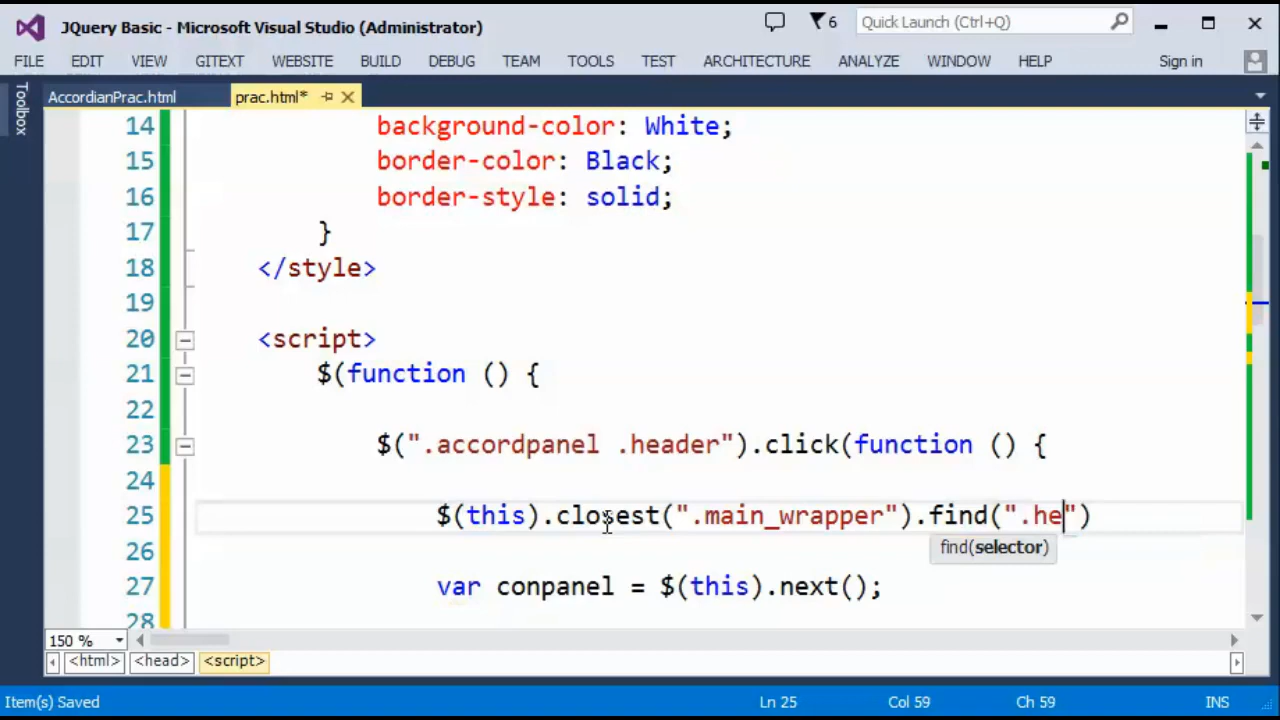 JQuery Basic - Microsoft Visual Studio (Administrator) 6 Quick Launch (Ctrl+Q)
FILE EDIT VIEW GITEXT WEBSITE BUILD DEBUG TEAM TOOLS TEST ARCHITECTURE ANALYZE WINDOW HELP Sign in
Toolbox
AccordianPrac.html prac.html*
14 background-color: White;
15 border-color: Black;
16 border-style: solid;
17 }
18 </style>
19
20 <script>
21 $(function () {
22
23 $(".accordpanel .header").click(function () {
24
25 $(this).closest(".main_wrapper").find(".he")
find(selector)
26
27 var conpanel = $(this).next();
28
150 %
<html> <head> <script>
Item(s) Saved Ln 25 Col 59 Ch 59 INS